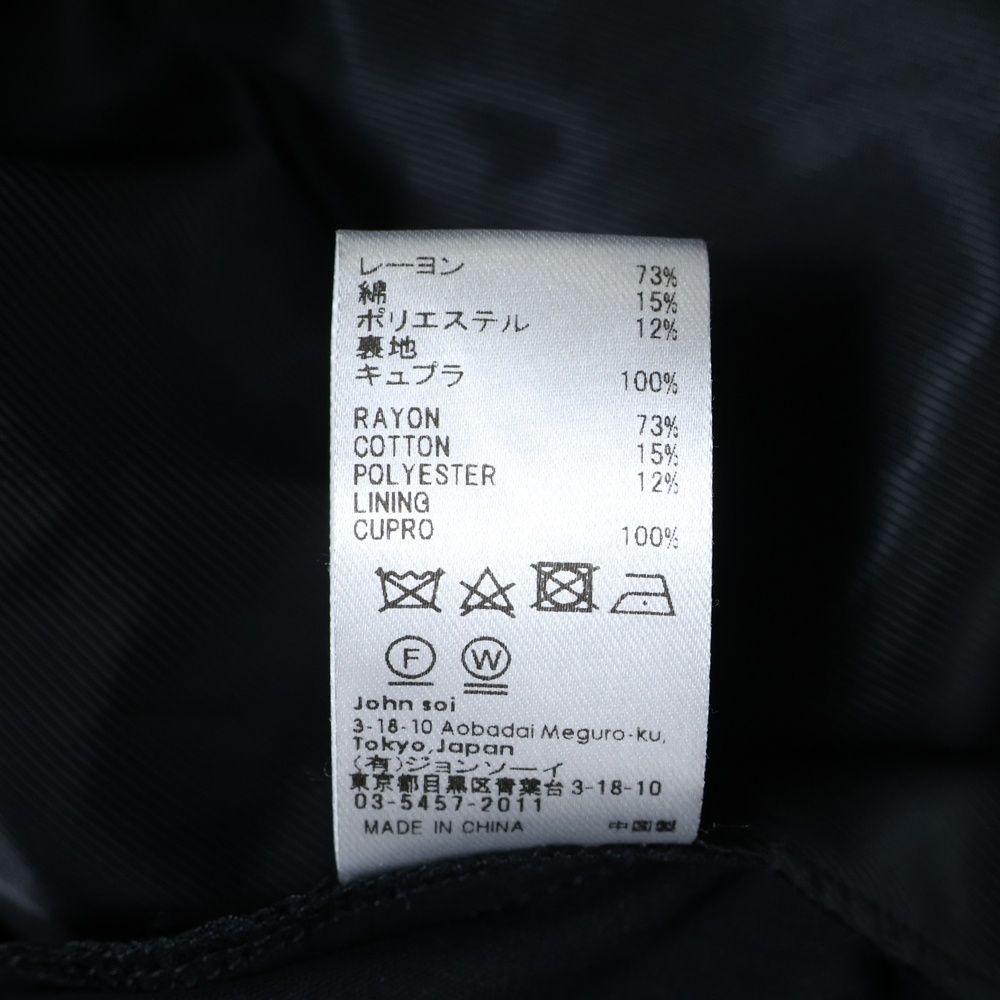 レーヨン 73%
綿 15%
ポリエステル 12%
裏地
キュプラ 100%
RAYON 73%
COTTON 15%
POLYESTER 12%
LINING
CUPRO 100%
F W
John soi
3-18-10 Aobadai Meguro-ku,
Tokyo,Japan
(有)ジョンソーイ
東京都目黒区青葉台3-18-10
03-5457-2011
MADE IN CHINA 中国製